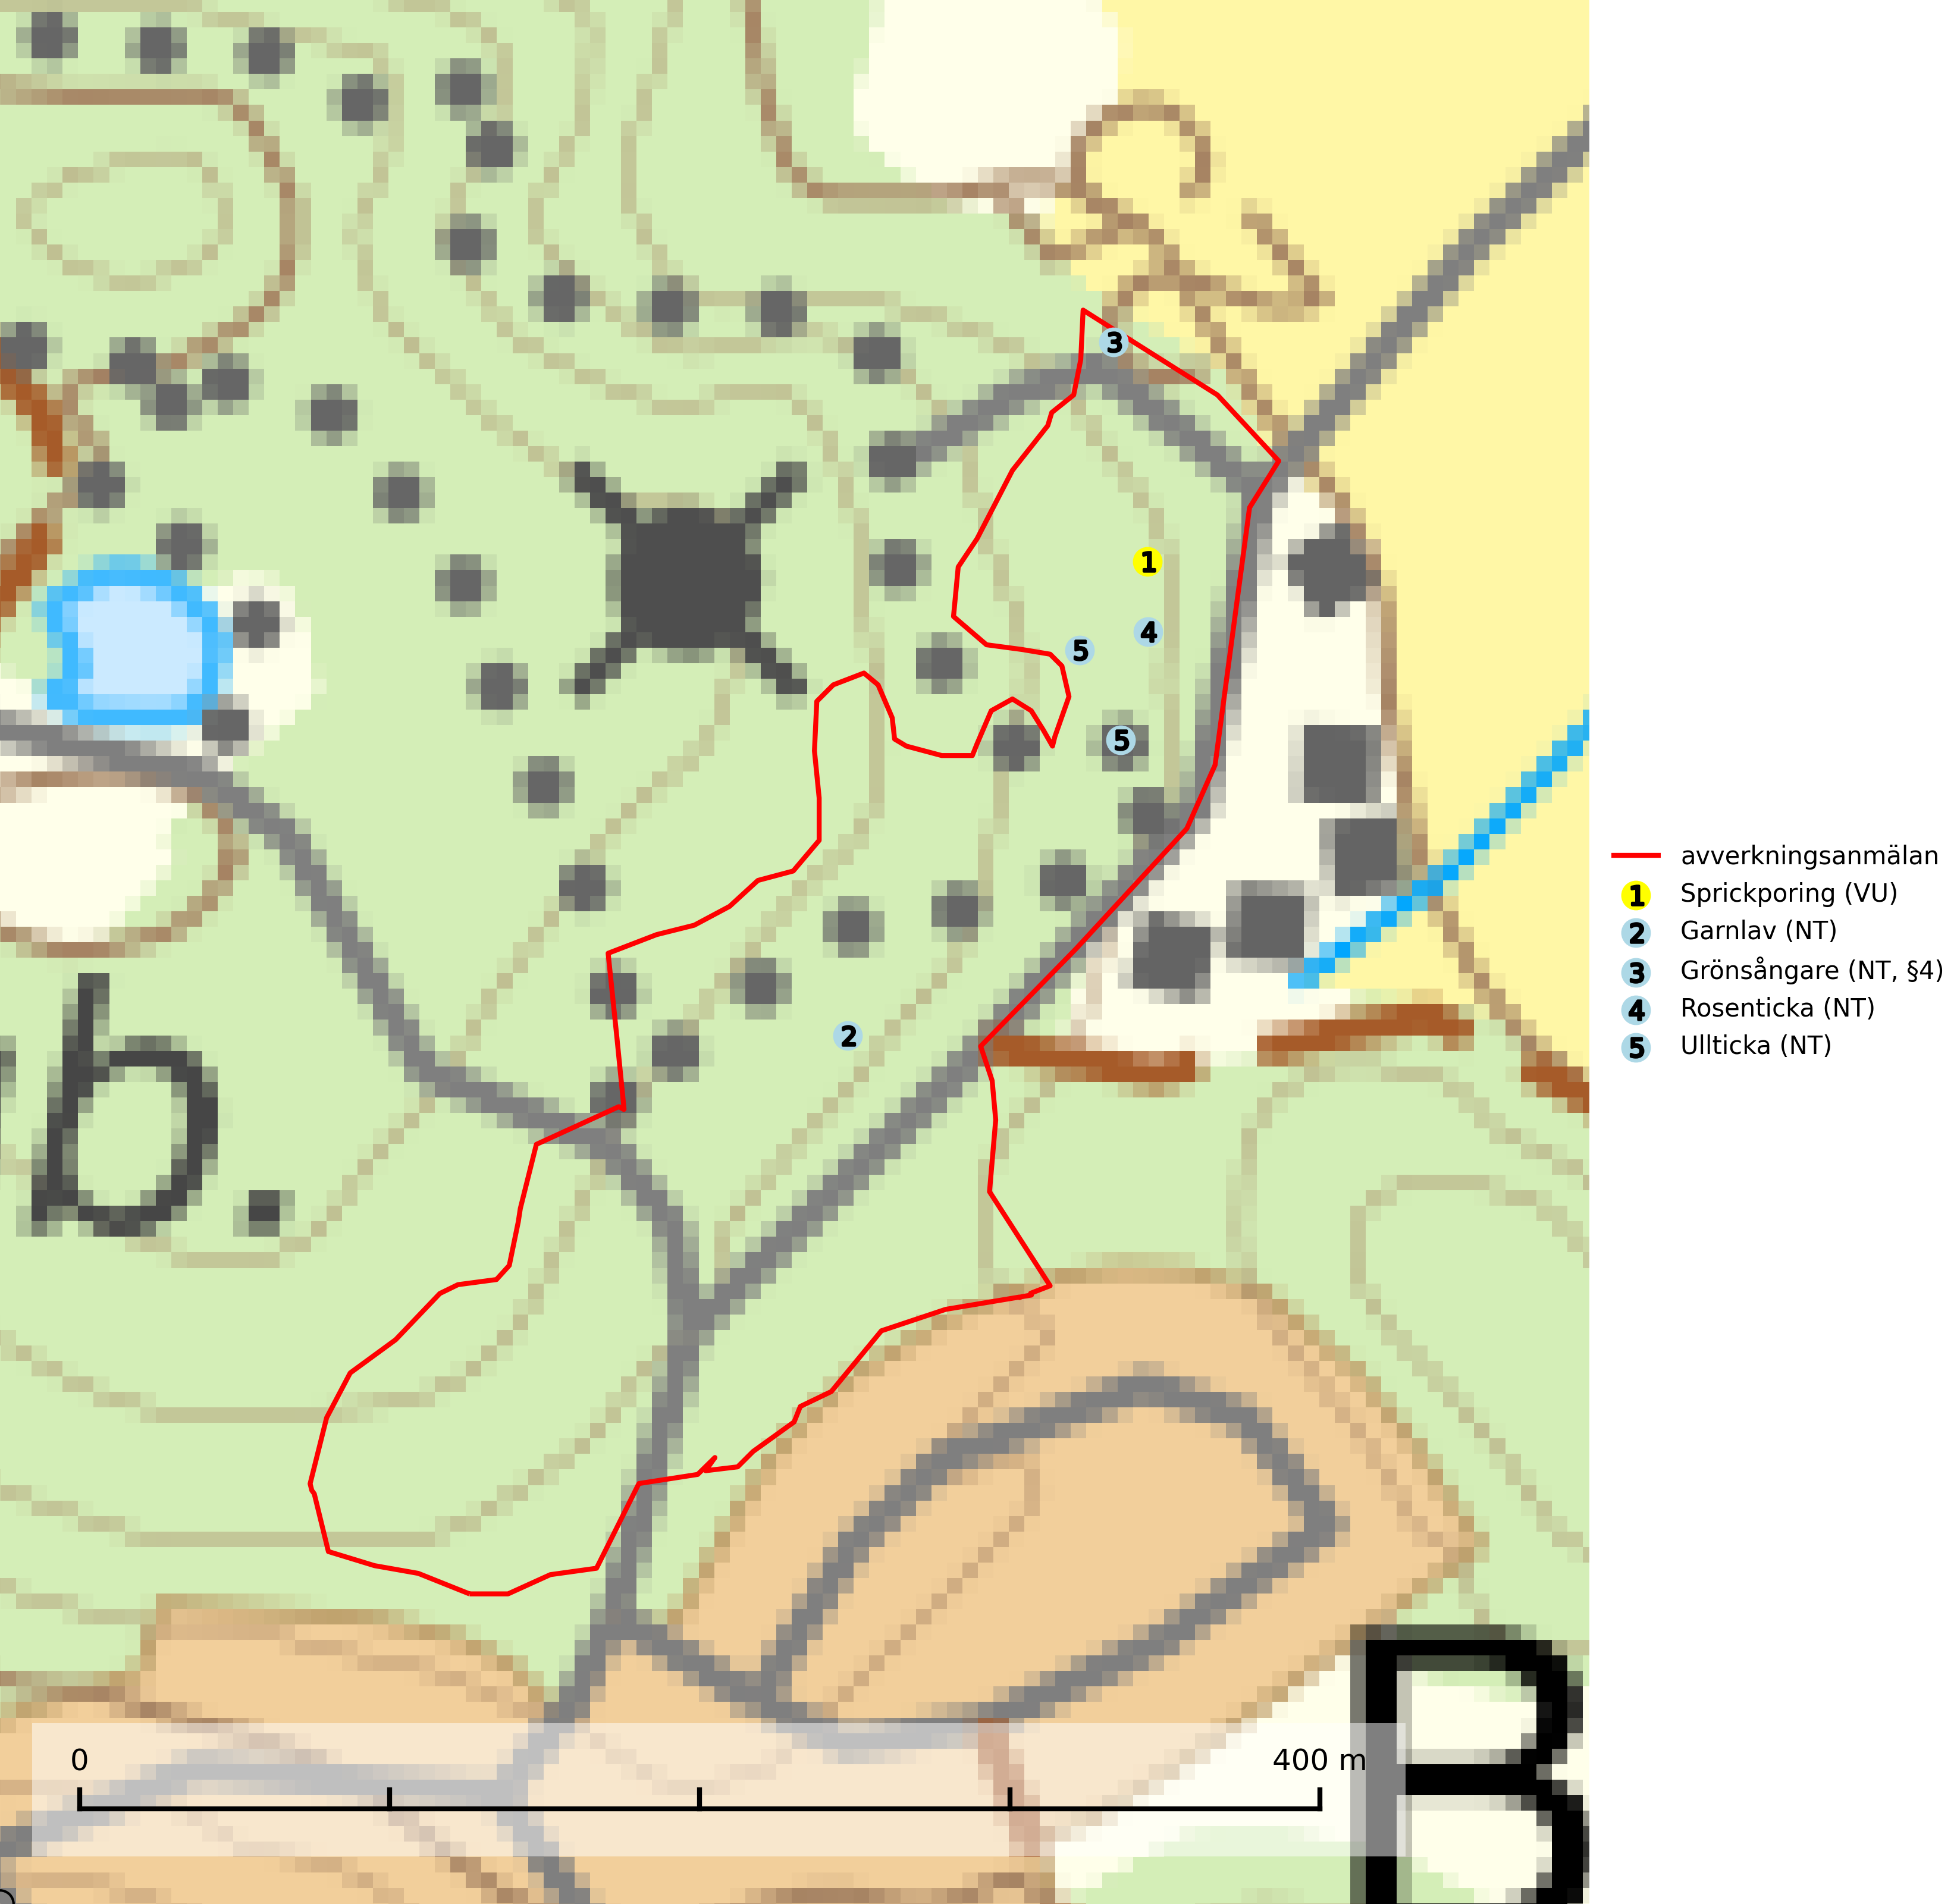 3
1
4
5
5
2
b
B
0
400 m
avverkningsanmälan
1 Sprickporing (VU)
2 Garnlav (NT)
3 Grönsångare (NT, §4)
4 Rosenticka (NT)
5 Ullticka (NT)